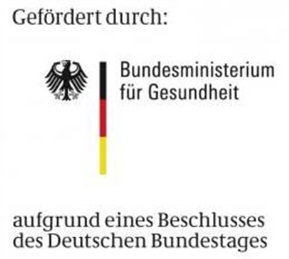 Gefördert durch:
Bundesministerium
für Gesundheit
aufgrund eines Beschlusses
des Deutschen Bundestages